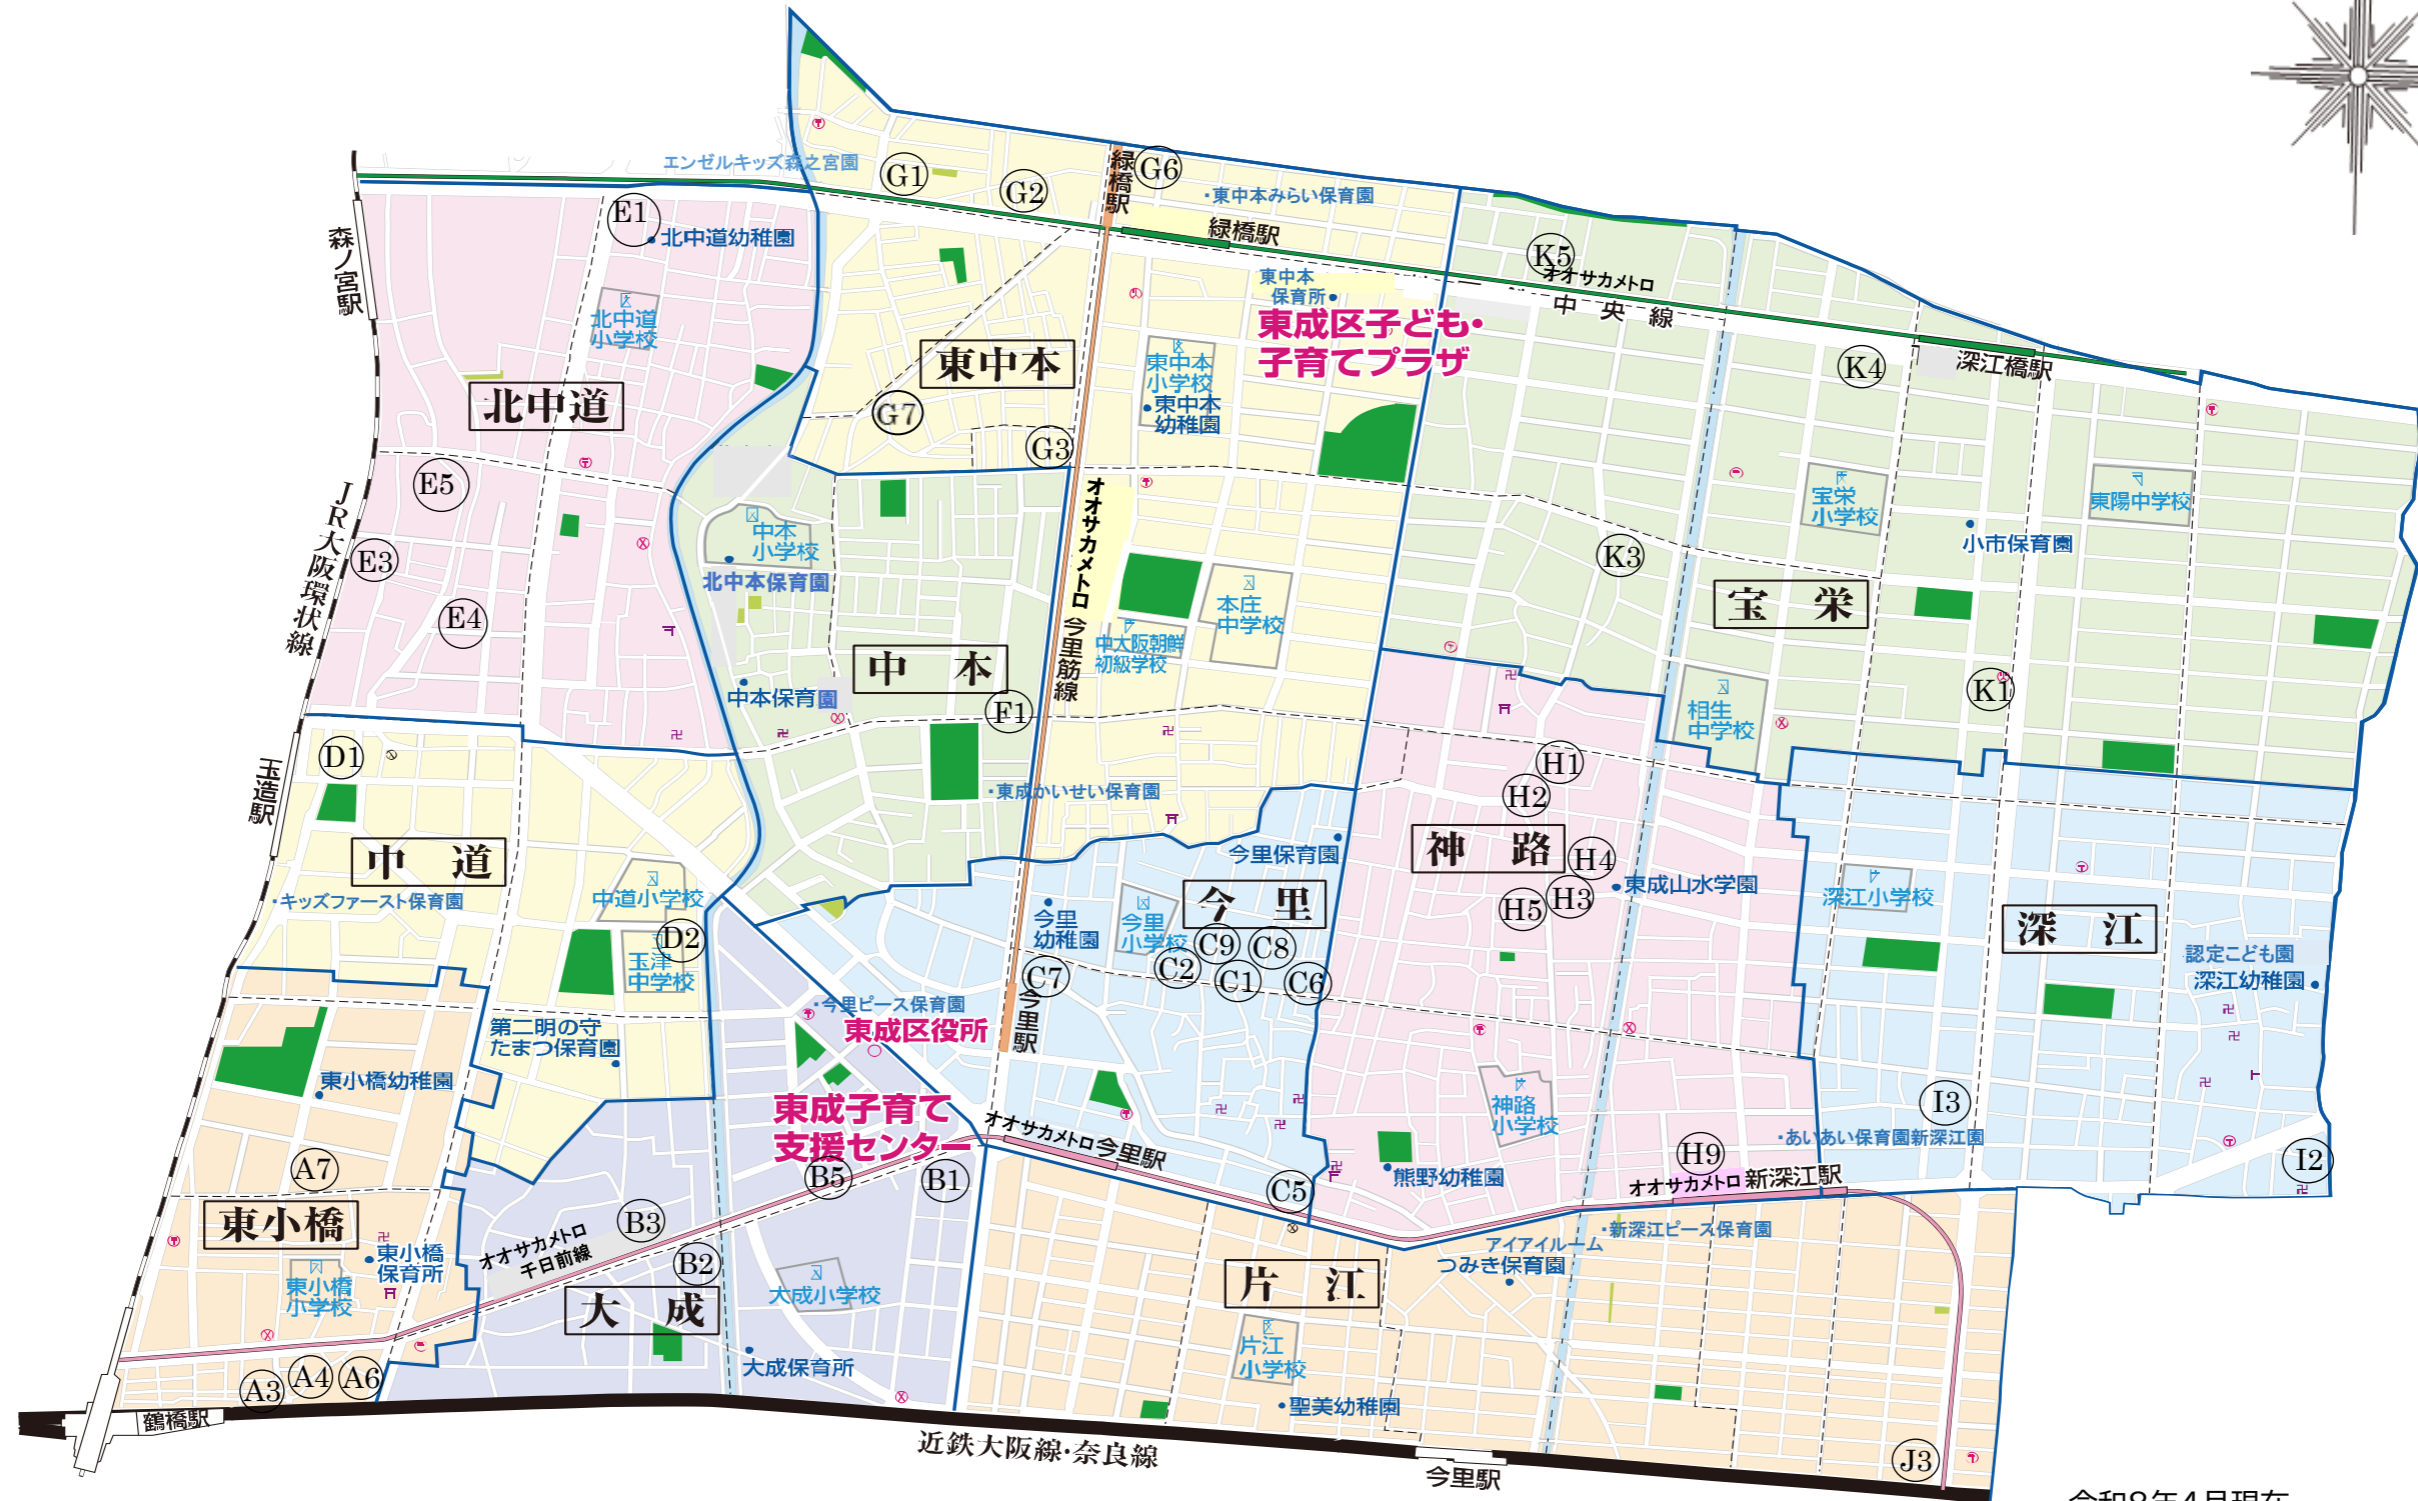 エンゼルキッズ森之宮園
G1
G2
緑橋駅
G6
・東中本みらい保育園
緑橋駅
E1
北中道幼稚園
森ノ宮駅
北中道
小学校
北中道
東中本
G7
G3
東中本
小学校
東中本
幼稚園
東中本
保育所
東成区子ども・
子育てプラザ
K5
オオサカメトロ
中央線
K4
深江橋駅
E5
E3
E4
JR大阪環状線
中本
小学校
北中本保育園
中本
中本保育園
F1
オオサカメトロ 今里筋線
本庄
中学校
中大阪朝鮮
初級学校
K3
宝栄
小学校
東陽中学校
小市保育園
宝栄
K1
相生
中学校
D1
玉造駅
中道
・キッズファースト保育園
中道小学校
D2
玉津
中学校
第二明の守
たまつ保育園
・東成かいせい保育園
今里保育園
今里
今里
幼稚園
今里
小学校
C9
C8
C2
C1
C6
C7
今里駅
H1
H2
神路
H4
H3
H5
東成山水学園
深江小学校
深江
認定こども園
深江幼稚園
・今里ピース保育園
東成区役所
東成子育て
支援センター
東小橋幼稚園
A7
東小橋
東小橋
保育所
東小橋
小学校
A3
A4
A6
鶴橋駅
B5
B1
B3
B2
オオサカメトロ
千日前線
大成
大成小学校
大成保育所
オオサカメトロ 今里駅
C5
神路
小学校
熊野幼稚園
H9
オオサカメトロ 新深江駅
・あいあい保育園新深江園
I3
I2
・新深江ピース保育園
アイアイルーム
つみき保育園
片江
片江
小学校
聖美幼稚園
J3
近鉄大阪線・奈良線
今里駅
令和8年4月現在